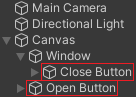 Main Camera
Directional Light
Canvas
Window
Close Button
Open Button